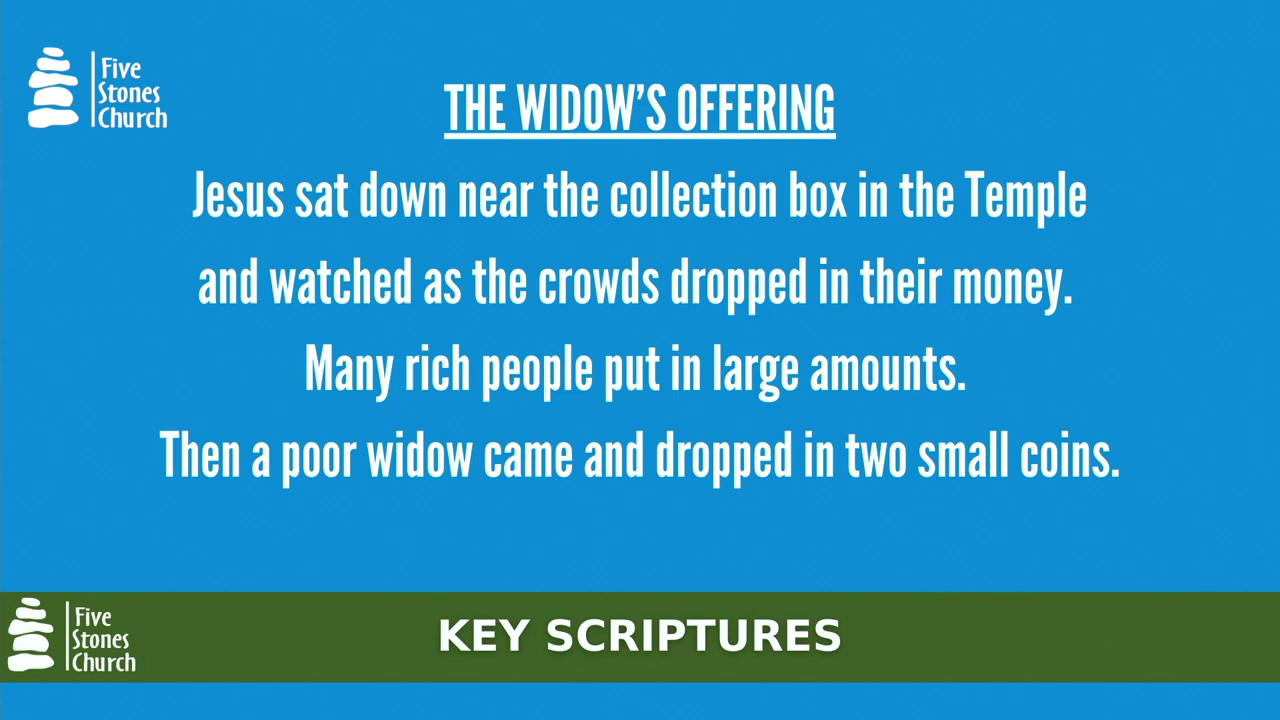 Five
Stones
Church
THE WIDOW'S OFFERING
Jesus sat down near the collection box in the Temple
and watched as the crowds dropped in their money.
Many rich people put in large amounts.
Then a poor widow came and dropped in two small coins.
Five
Stones
Church
KEY SCRIPTURES